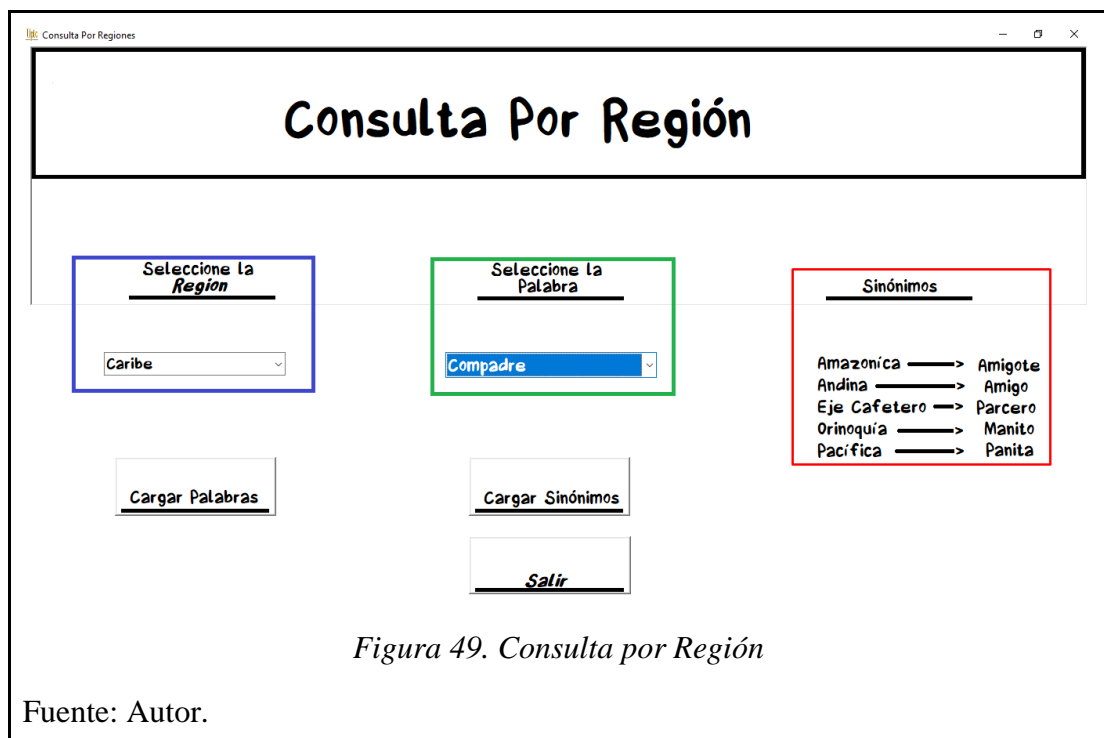 Consulta Por Regiones
Consulta Por Región
Seleccione la
Region
Seleccione la
Palabra
Sinónimos
Caribe
Compadre
Amazoníca ——> Amigote
Andina ——> Amigo
Eje Cafetero —> Parcero
Orinoquía ——> Manito
Pacífica ——> Panita
Cargar Palabras
Cargar Sinónimos
Salir
Figura 49. Consulta por Región
Fuente: Autor.